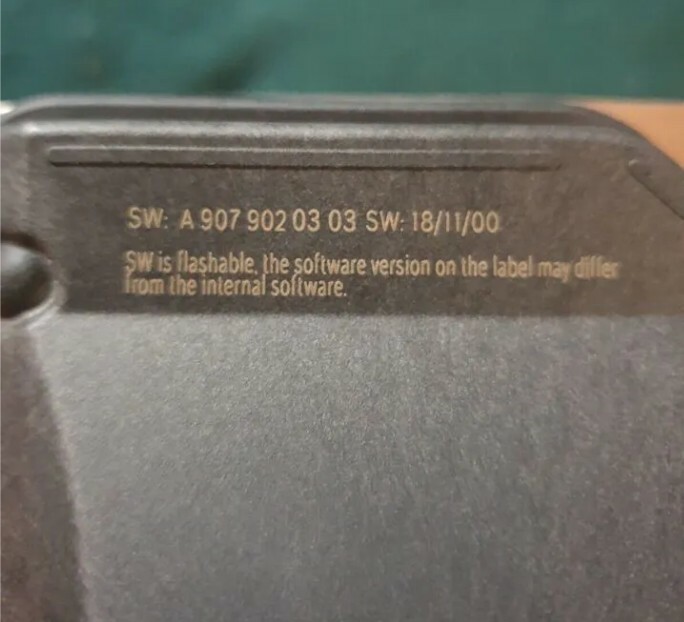 SW: A 907 902 03 03 SW: 18/11/00
SW is flashable, the software version on the label may differ
from the internal software.